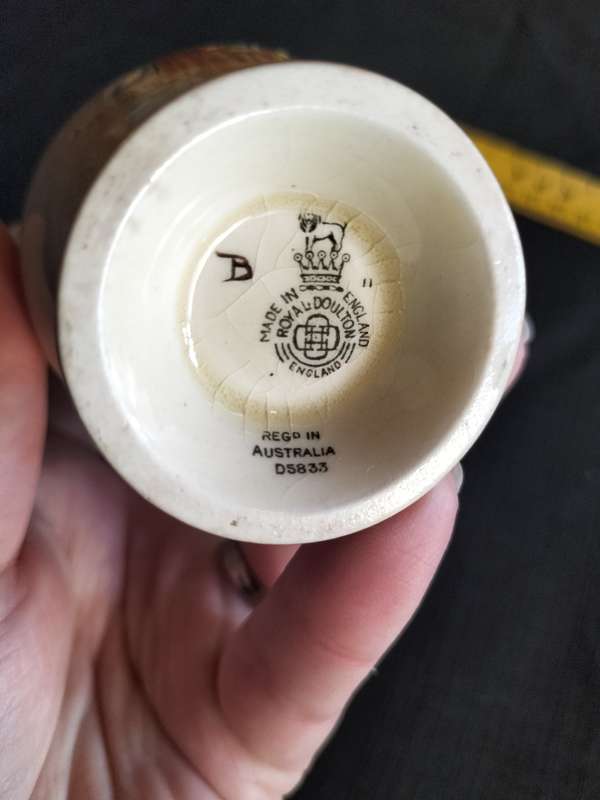 B
"
MADE IN ENGLAND
ROYAL·DOULTON
ENGLAND
REGD IN
AUSTRALIA
D5833